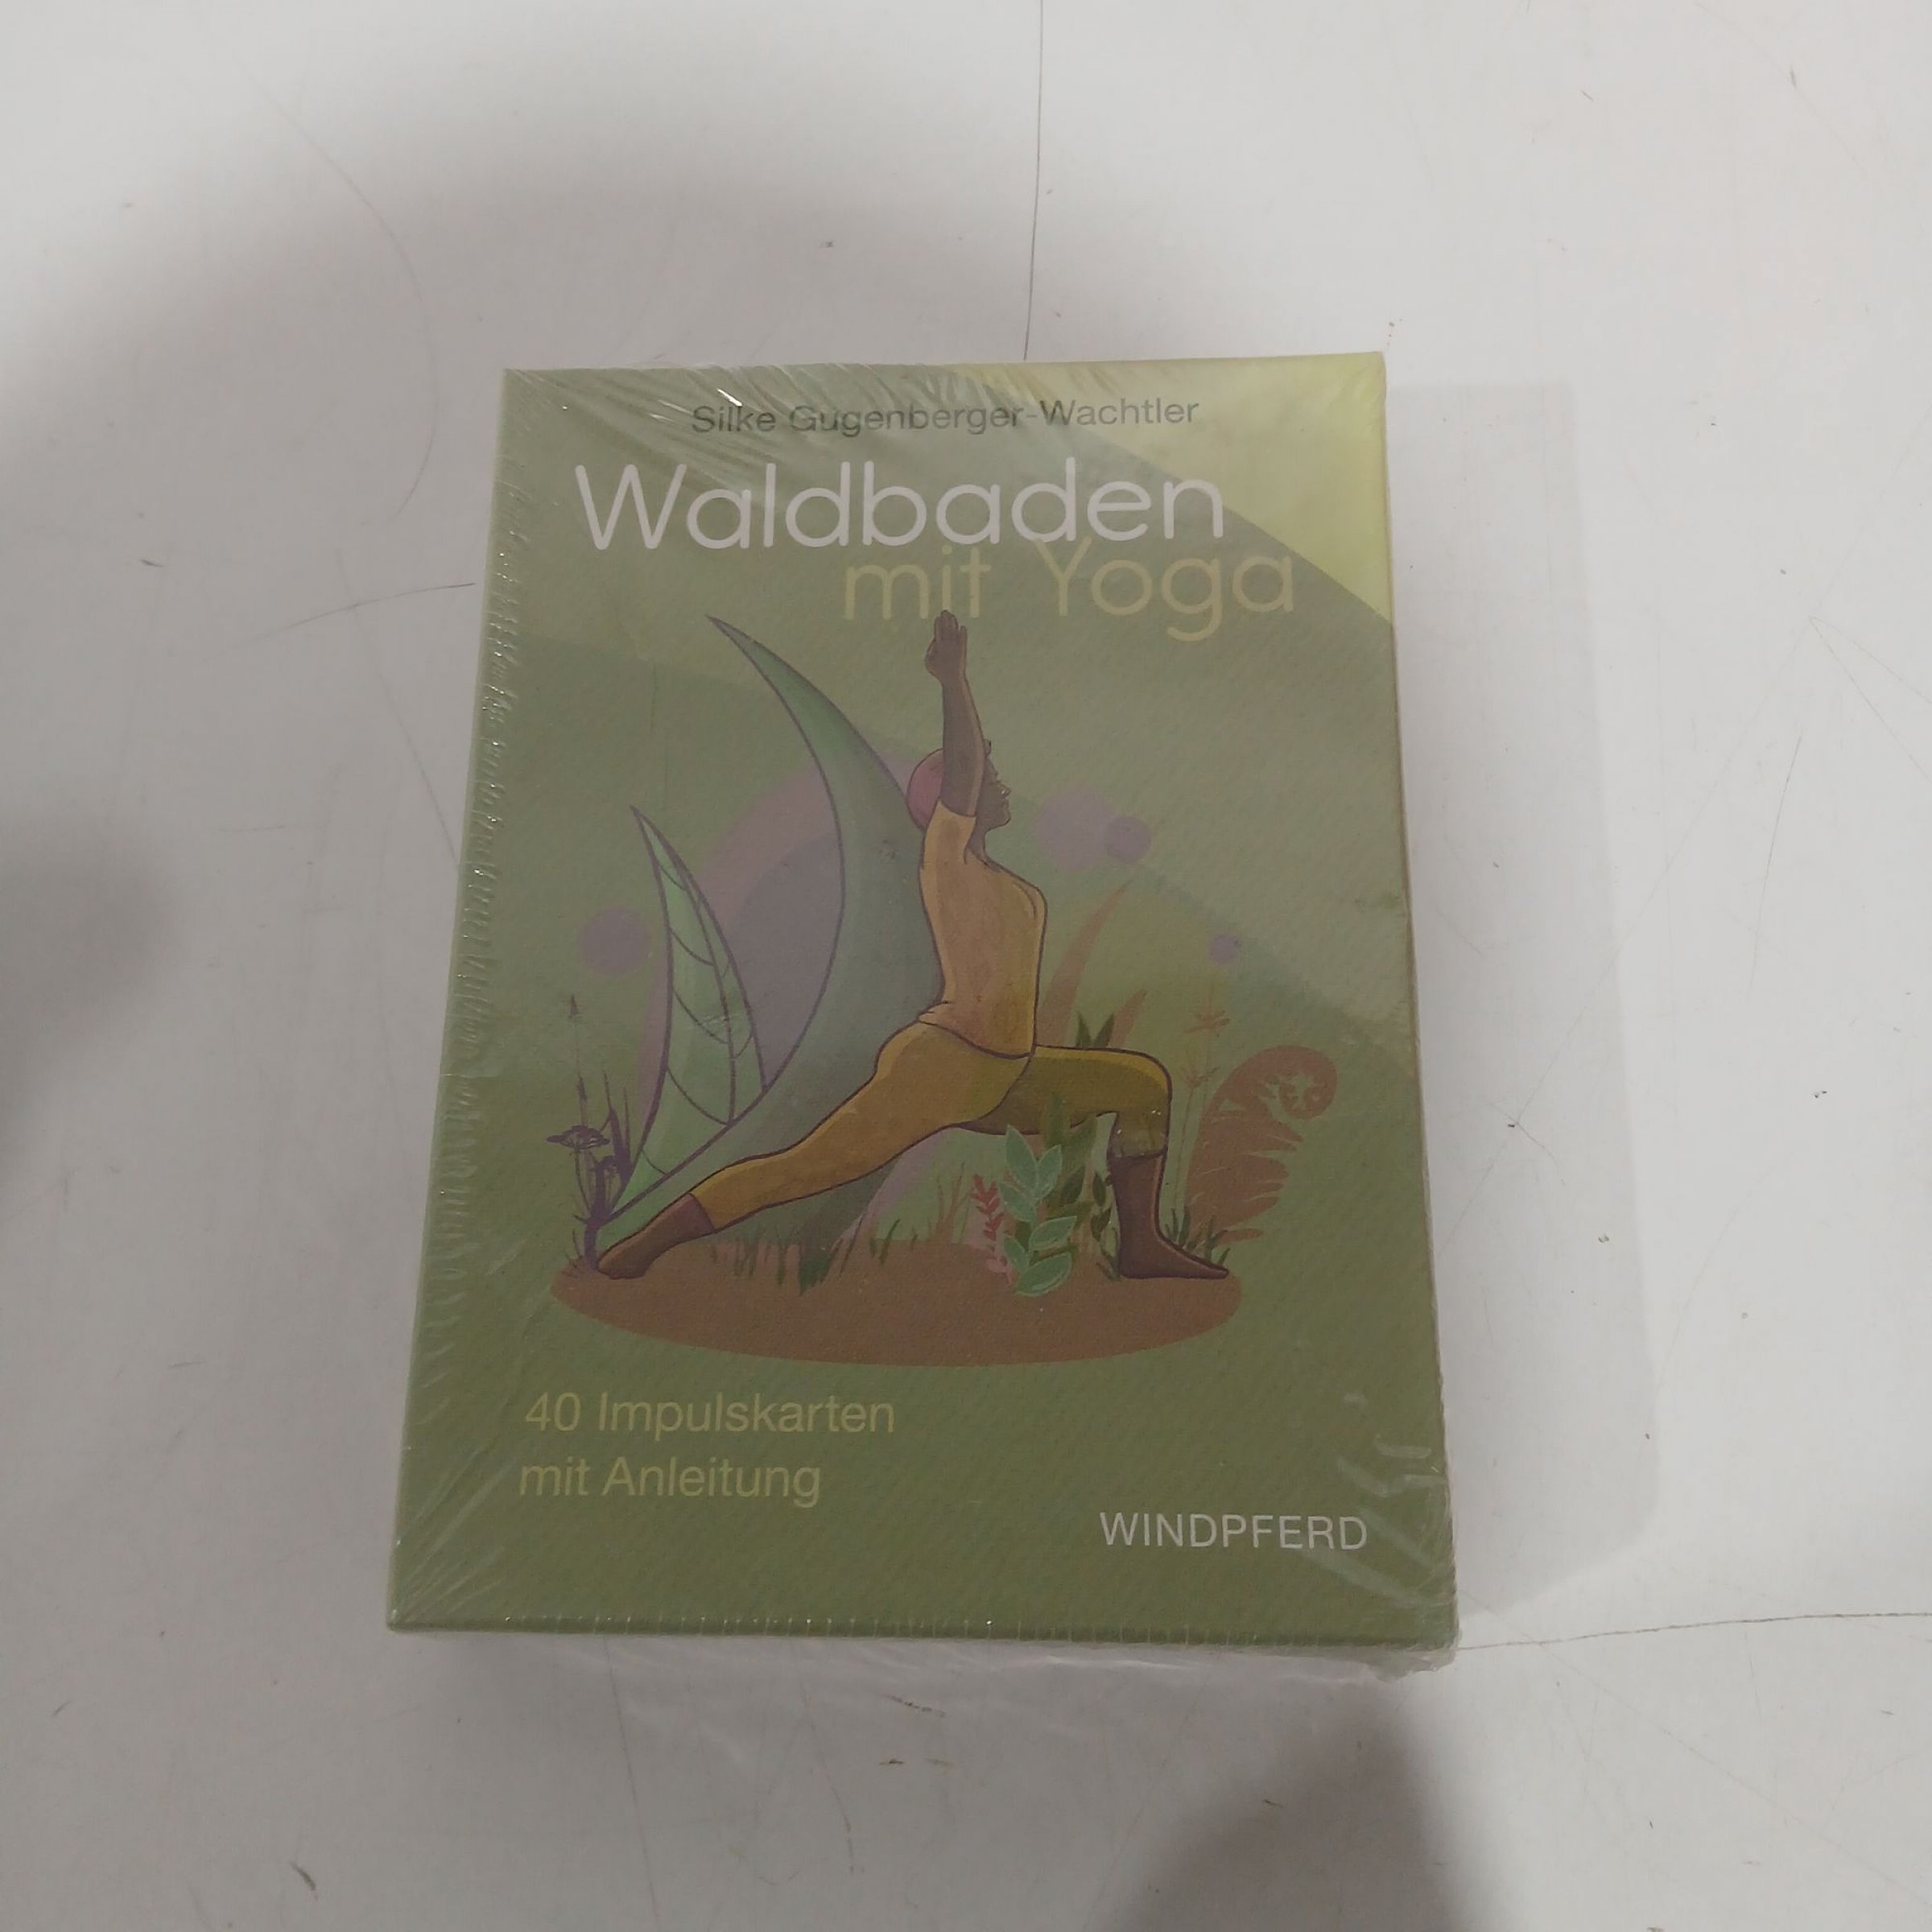 Silke Gugenberger-Wachtler
Waldbaden
mit Yoga
40 Impulskarten
mit Anleitung
WINDPFERD